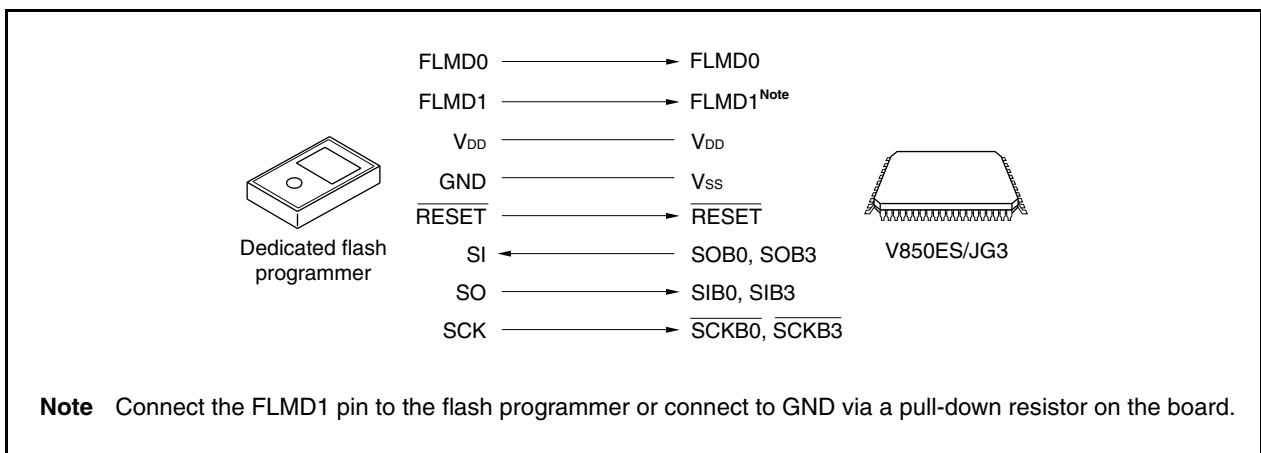 FLMD0 FLMD0
FLMD1 FLMD1Note
VDD VDD
GND VSS
RESET RESET
Dedicated flash
programmer
SI SOB0, SOB3
V850ES/JG3
SO SIB0, SIB3
SCK SCKB0, SCKB3
Note Connect the FLMD1 pin to the flash programmer or connect to GND via a pull-down resistor on the board.